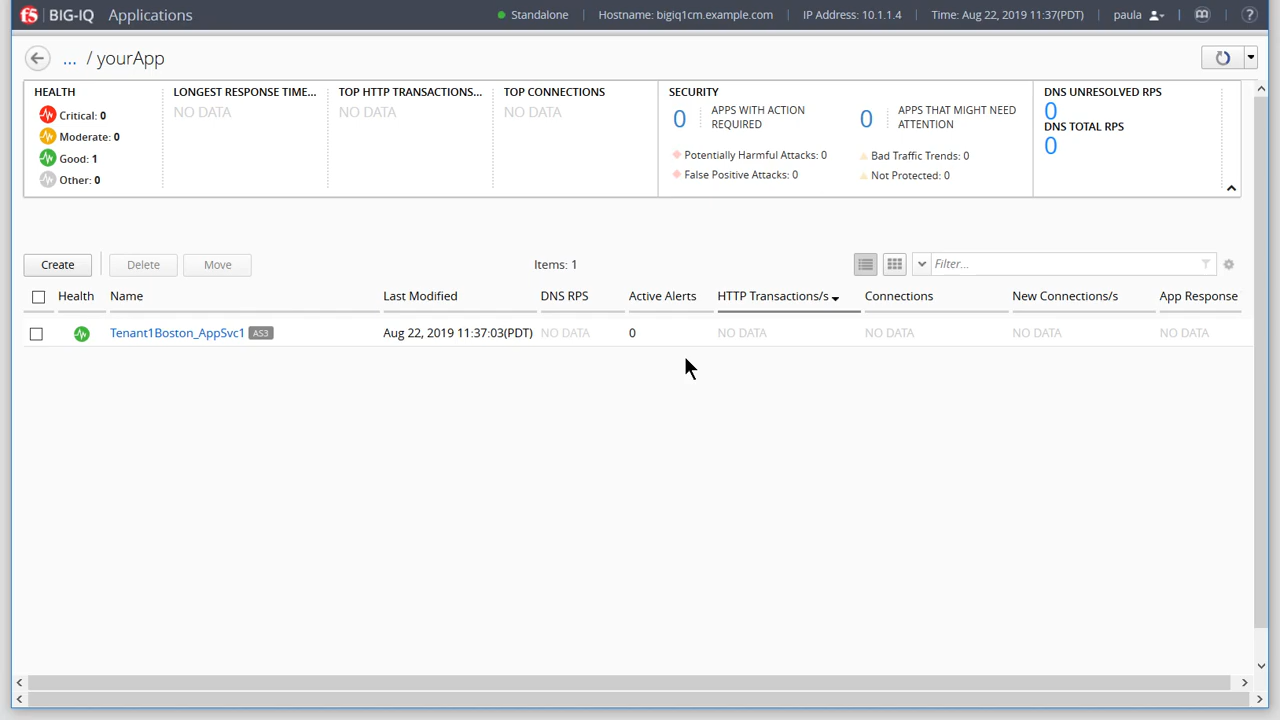 f5 BIG-IQ Applications Standalone Hostname: bigiq1cm.example.com IP Address: 10.1.1.4 Time: Aug 22, 2019 11:37(PDT) paula ?
... / yourApp
HEALTH
Critical: 0
Moderate: 0
Good: 1
Other: 0
LONGEST RESPONSE TIME...
NO DATA
TOP HTTP TRANSACTIONS...
NO DATA
TOP CONNECTIONS
NO DATA
SECURITY
0 APPS WITH ACTION
REQUIRED
Potentially Harmful Attacks: 0
False Positive Attacks: 0
0 APPS THAT MIGHT NEED
ATTENTION
Bad Traffic Trends: 0
Not Protected: 0
DNS UNRESOLVED RPS
0
DNS TOTAL RPS
0
Create Delete Move Items: 1 Filter...
Health Name Last Modified DNS RPS Active Alerts HTTP Transactions/s Connections New Connections/s App Response
Tenant1Boston_AppSvc1 AS3 Aug 22, 2019 11:37:03(PDT) NO DATA 0 NO DATA NO DATA NO DATA NO DATA